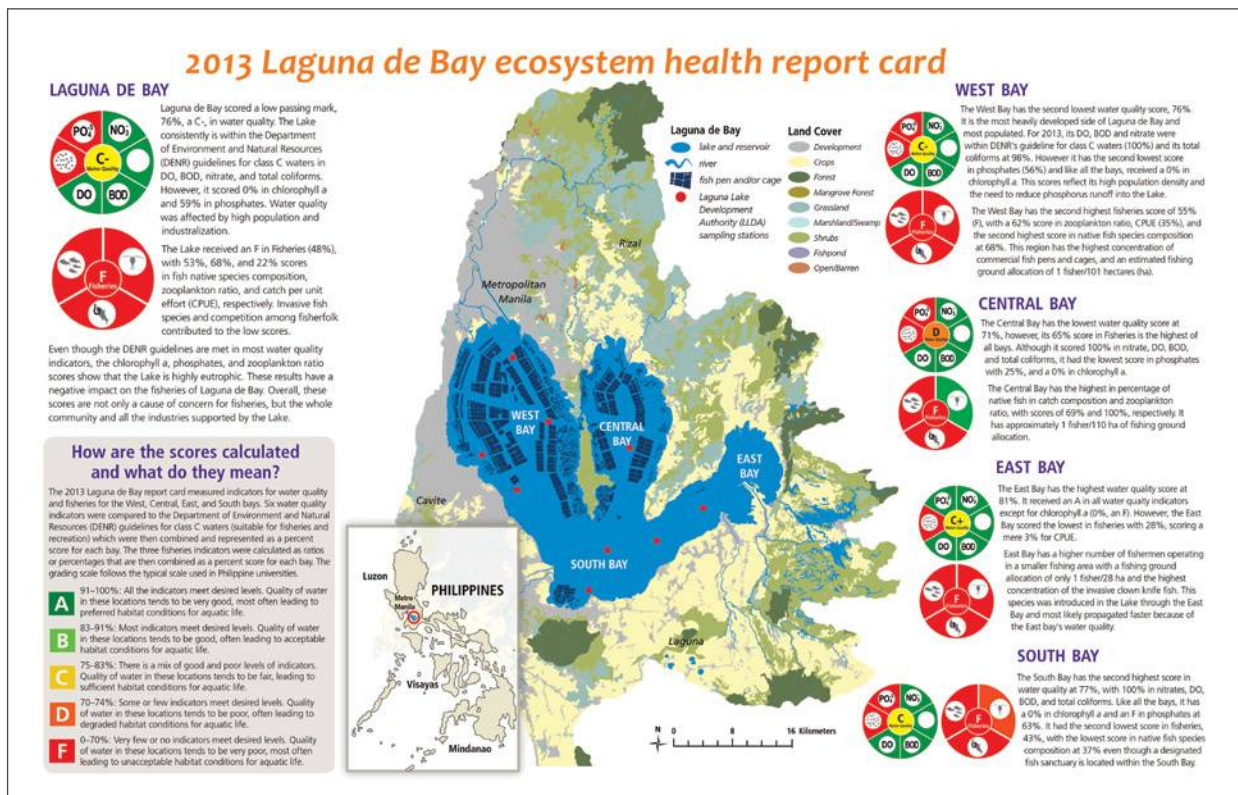 2013 Laguna de Bay ecosystem health report card
LAGUNA DE BAY
PO₄³
NO₃
C-
Water Quality
DO
BOD
Laguna de Bay scored a low passing mark,
76%, a C-, in water quality. The Lake
consistently is within the Department
of Environment and Natural Resources
(DENR) guidelines for class C waters in
DO, BOD, nitrate, and total coliforms.
However, it scored 0% in chlorophyll a
and 59% in phosphates. Water quality
was affected by high population and
industralization.
F
Fisheries
The Lake received an F in Fisheries (48%),
with 53%, 68%, and 22% scores
in fish native species composition,
zooplankton ratio, and catch per unit
effort (CPUE), respectively. Invasive fish
species and competition among fisherfolk
contributed to the low scores.
Even though the DENR guidelines are met in most water quality
indicators, the chlorophyll a, phosphates, and zooplankton ratio
scores show that the Lake is highly eutrophic. These results have a
negative impact on the fisheries of Laguna de Bay. Overall, these
scores are not only a cause of concern for fisheries, but the whole
community and all the industries supported by the Lake.
How are the scores calculated
and what do they mean?
The 2013 Laguna de Bay report card measured indicators for water quality
and fisheries for the West, Central, East, and South bays. Six water quality
indicators were compared to the Department of Environment and Natural
Resources (DENR) guidelines for class C waters (suitable for fisheries and
recreation) which were then combined and represented as a percent
score for each bay. The three fisheries indicators were calculated as ratios
or percentages that are then combined as a percent score for each bay. The
grading scale follows the typical scale used in Philippine universities.
A
91–100%: All the indicators meet desired levels. Quality of water
in these locations tends to be very good, most often leading to
preferred habitat conditions for aquatic life.
B
83–91%: Most indicators meet desired levels. Quality of water
in these locations tends to be good, often leading to acceptable
habitat conditions for aquatic life.
C
75–83%: There is a mix of good and poor levels of indicators.
Quality of water in these locations tends to be fair, leading to
sufficient habitat conditions for aquatic life.
D
70–74%: Some or few indicators meet desired levels. Quality
of water in these locations tends to be poor, often leading to
degraded habitat conditions for aquatic life.
F
0–70%: Very few or no indicators meet desired levels. Quality
of water in these locations tends to be very poor, most often
leading to unacceptable habitat conditions for aquatic life.
Laguna de Bay
lake and reservoir
river
fish pen and/or cage
Laguna Lake
Development
Authority (LLDA)
sampling stations
Land Cover
Development
Crops
Forest
Mangrove Forest
Grassland
Marshland/Swamp
Shrubs
Fishpond
Open/Barren
Rizal
Metropolitan
Manila
WEST
BAY
CENTRAL
BAY
EAST
BAY
Cavite
SOUTH BAY
Laguna
Luzon
PHILIPPINES
Metro
Manila
Visayas
Mindanao
N
0 4 8 16 Kilometers
WEST BAY
PO₄³
NO₃
C-
Water Quality
DO
BOD
The West Bay has the second lowest water quality score, 76%.
It is the most heavily developed side of Laguna de Bay and
most populated. For 2013, its DO, BOD and nitrate were
within DENR's guideline for class C waters (100%) and its total
coliforms at 98%. However it has the second lowest score
in phosphates (56%) and like all the bays, received a 0% in
chlorophyll a. This scores reflect its high population density and
the need to reduce phosphorus runoff into the Lake.
F
Fisheries
The West Bay has the second highest fisheries score of 55%
(F), with a 62% score in zooplankton ratio, CPUE (35%), and
the second highest score in native fish species composition
at 68%. This region has the highest concentration of
commercial fish pens and cages, and an estimated fishing
ground allocation of 1 fisher/101 hectares (ha).
CENTRAL BAY
PO₄
NO₃
D
Water Quality
DO
BOD
The Central Bay has the lowest water quality score at
71%, however, its 65% score in Fisheries is the highest of
all bays. Although it scored 100% in nitrate, DO, BOD,
and total coliforms, it had the lowest score in phosphates
with 25%, and a 0% in chlorophyll a.
F
Fisheries
The Central Bay has the highest in percentage of
native fish in catch composition and zooplankton
ratio, with scores of 69% and 100%, respectively. It
has approximately 1 fisher/110 ha of fishing ground
allocation.
EAST BAY
PO₄
NO₃
C+
Water Quality
DO
BOD
The East Bay has the highest water quality score at
81%. It received an A in all water quality indicators
except for chlorophyll a (0%, an F). However, the East
Bay scored the lowest in fisheries with 28%, scoring a
mere 3% for CPUE.
F
Fisheries
East Bay has a higher number of fishermen operating
in a smaller fishing area with a fishing ground
allocation of only 1 fisher/28 ha and the highest
concentration of the invasive clown knife fish. This
species was introduced in the Lake through the East
Bay and most likely propagated faster because of
the East bay's water quality.
SOUTH BAY
PO₄
NO₃
C
Water Quality
DO
BOD
F
Fisheries
The South Bay has the second highest score in
water quality at 77%, with 100% in nitrates, DO,
BOD, and total coliforms. Like all the bays, it has
a 0% in chlorophyll a and an F in phosphates at
63%. It had the second lowest score in fisheries,
43%, with the lowest score in native fish species
composition at 37% even though a designated
fish sanctuary is located within the South Bay.